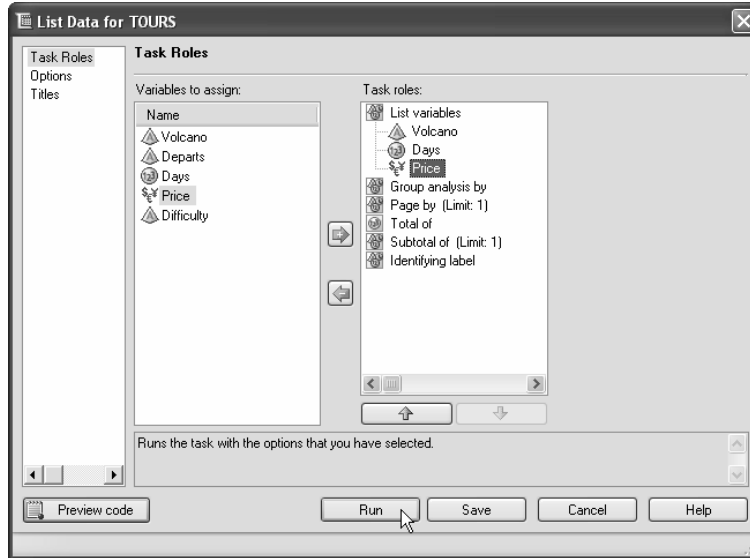 List Data for TOURS
Task Roles
Options
Titles
Task Roles
Variables to assign:
Name
Volcano
Departs
Days
Price
Difficulty
Task roles:
List variables
Volcano
Days
Price
Group analysis by
Page by (Limit: 1)
Total of
Subtotal of (Limit: 1)
Identifying label
Runs the task with the options that you have selected.
Preview code
Run
Save
Cancel
Help